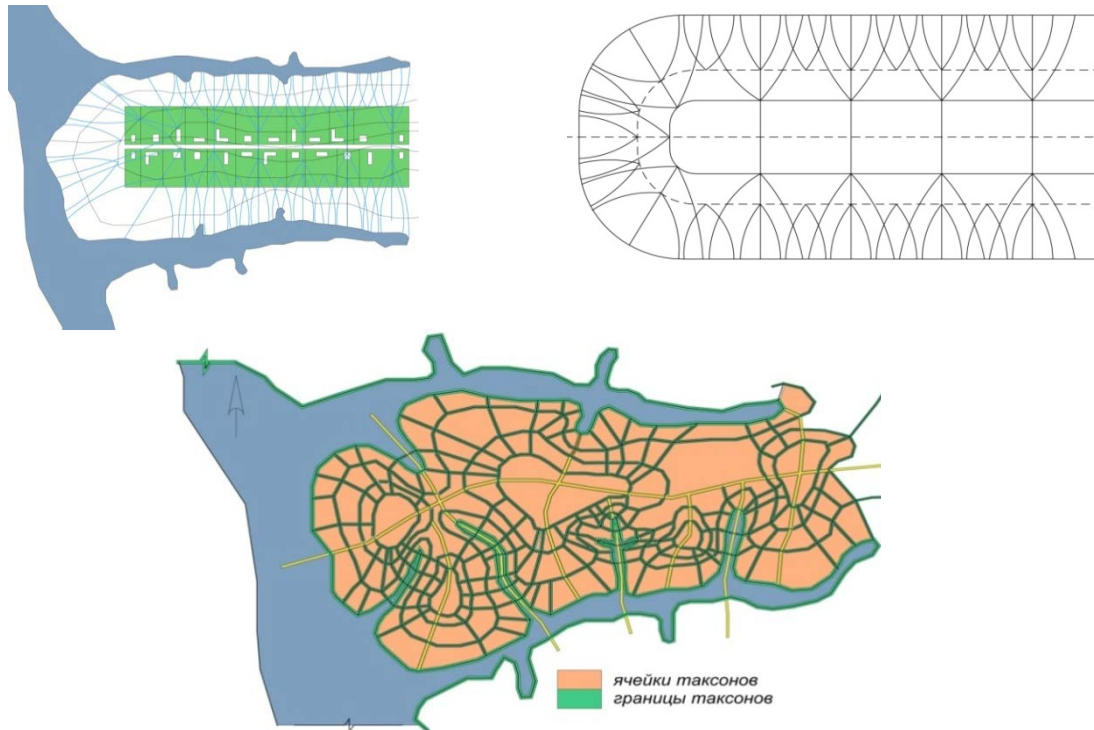 ячейки таксонов
границы таксонов